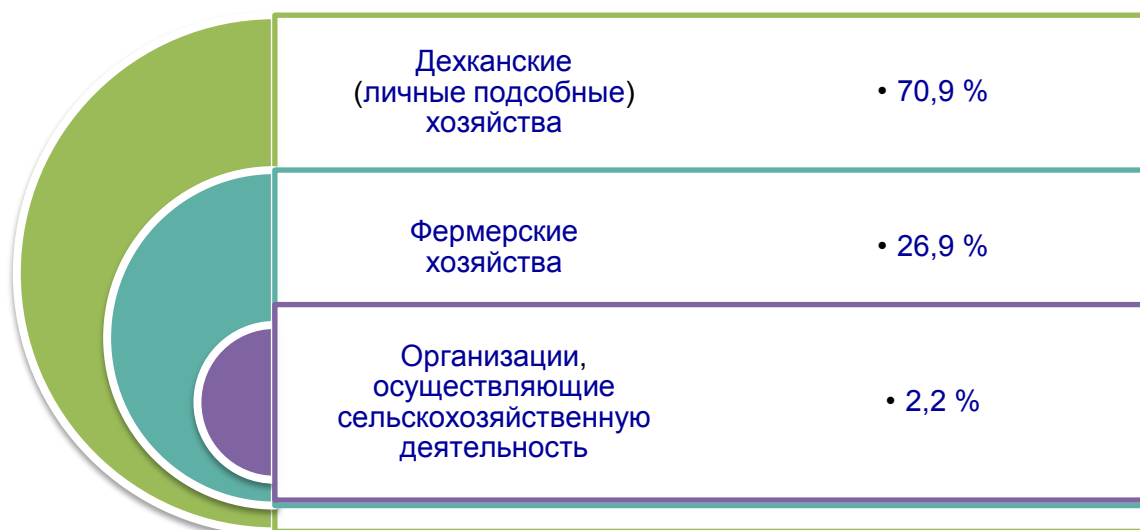 Дехканские
(личные подсобные)
хозяйства
• 70,9 %
Фермерские
хозяйства
• 26,9 %
Организации,
осуществляющие
сельскохозяйственную
деятельность
• 2,2 %